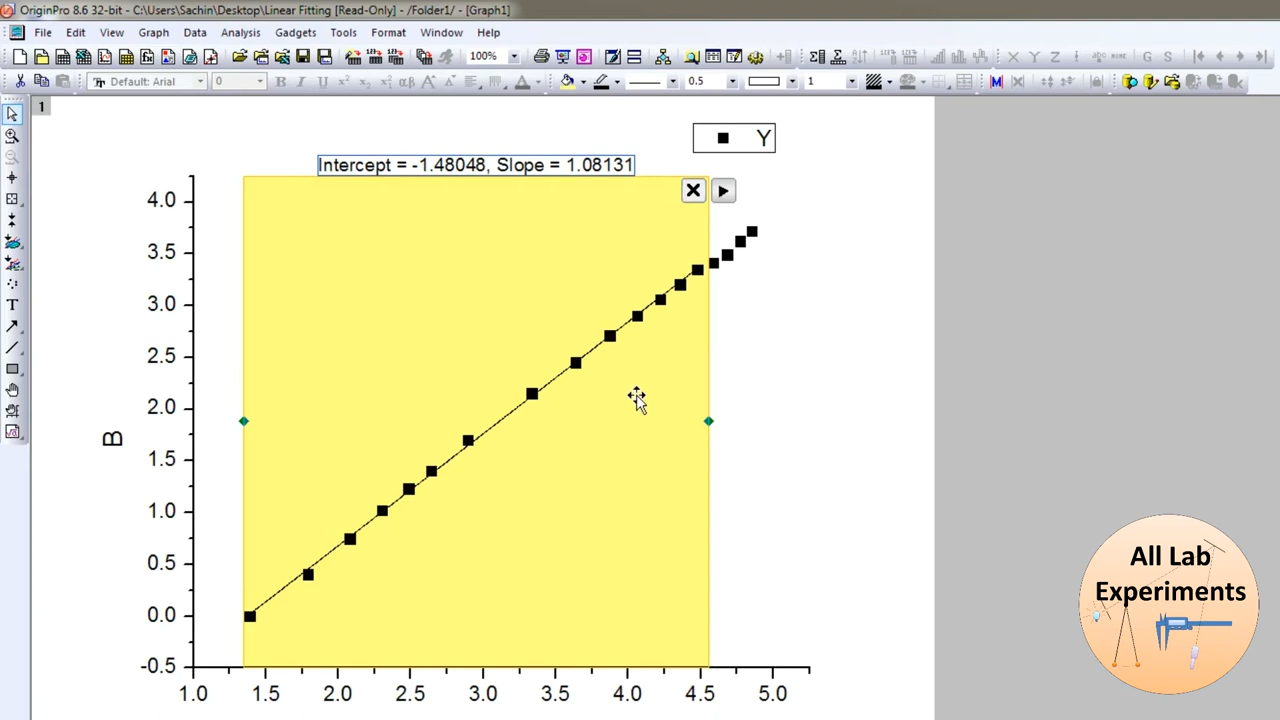 OriginPro 8.6 32-bit - C:\Users\Sachin\Desktop\Linear Fitting [Read-Only] - /Folder1/ - [Graph1]
File Edit View Graph Data Analysis Gadgets Tools Format Window Help
100%
Default: Arial 0 B I U αβ A A A 0.5 1
1
Y
Intercept = -1.48048, Slope = 1.08131
4.0
3.5
3.0
2.5
2.0
1.5
1.0
0.5
0.0
-0.5
B
1.0 1.5 2.0 2.5 3.0 3.5 4.0 4.5 5.0
All Lab
Experiments